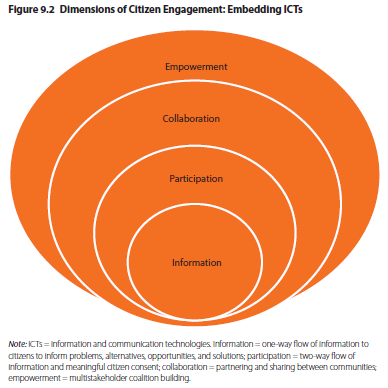 Figure 9.2 Dimensions of Citizen Engagement: Embedding ICTs
Empowerment
Collaboration
Participation
Information
Note: ICTs = information and communication technologies. Information = one-way flow of information to
citizens to inform problems, alternatives, opportunities, and solutions; participation = two-way flow of
information and meaningful citizen consent; collaboration = partnering and sharing between communities;
empowerment = multistakeholder coalition building.